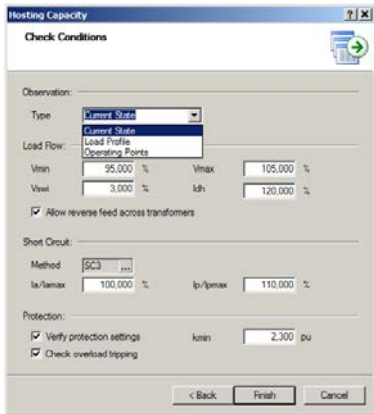 Hosting Capacity
Check Conditions
Observation:
Type Current State
Current State
Load Profile
Operating Points
Load Flow:
Vmin 95,000 % Vmax 105,000 %
Vswi 3,000 % Idh 120,000 %
Allow reverse feed across transformers
Short Circuit:
Method SC3 ...
Ia/Iamax 100,000 % Ip/Ipmax 110,000 %
Protection:
Verify protection settings kmin 2,300 pu
Check overload tripping
< Back Finish Cancel